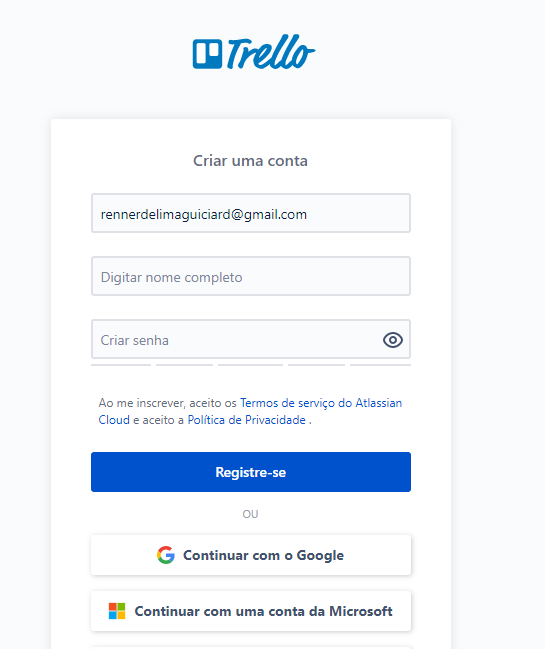 Trello
Criar uma conta
rennerdelimaguiciard@gmail.com
Digitar nome completo
Criar senha
Ao me inscrever, aceito os Termos de serviço do Atlassian
Cloud e aceito a Política de Privacidade .
Registre-se
OU
Continuar com o Google
Continuar com uma conta da Microsoft